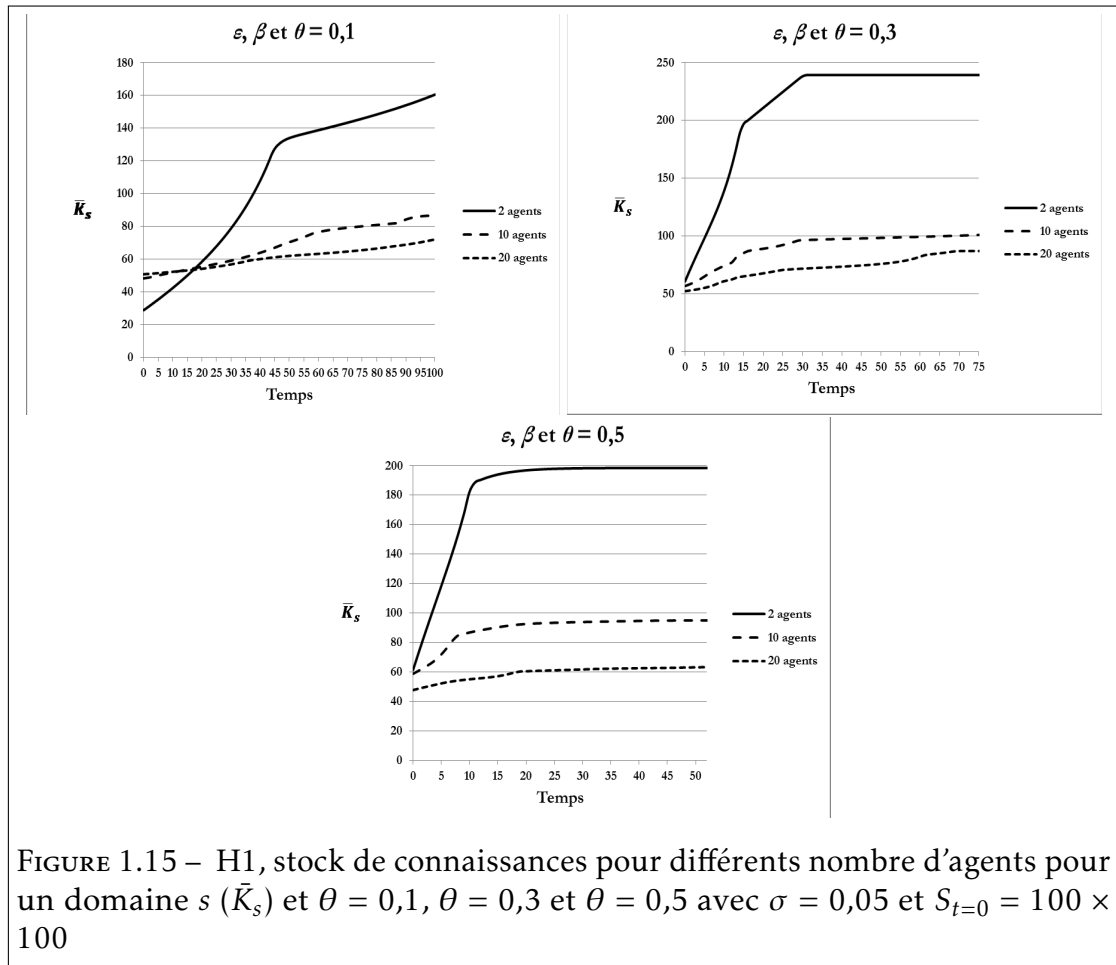 ε, β et θ = 0,1
180
160
140
120
100
80
60
40
20
0
K̄s
0 5 10 15 20 25 30 35 40 45 50 55 60 65 70 75 80 85 90 95 100
Temps
2 agents
10 agents
20 agents
ε, β et θ = 0,3
250
200
150
100
50
0
K̄s
0 5 10 15 20 25 30 35 40 45 50 55 60 65 70 75
Temps
2 agents
10 agents
20 agents
ε, β et θ = 0,5
200
180
160
140
120
100
80
60
40
20
0
K̄s
0 5 10 15 20 25 30 35 40 45 50
Temps
2 agents
10 agents
20 agents
FIGURE 1.15 – H1, stock de connaissances pour différents nombre d'agents pour
un domaine s (K̄s) et θ = 0,1, θ = 0,3 et θ = 0,5 avec σ = 0,05 et St=0 = 100 ×
100